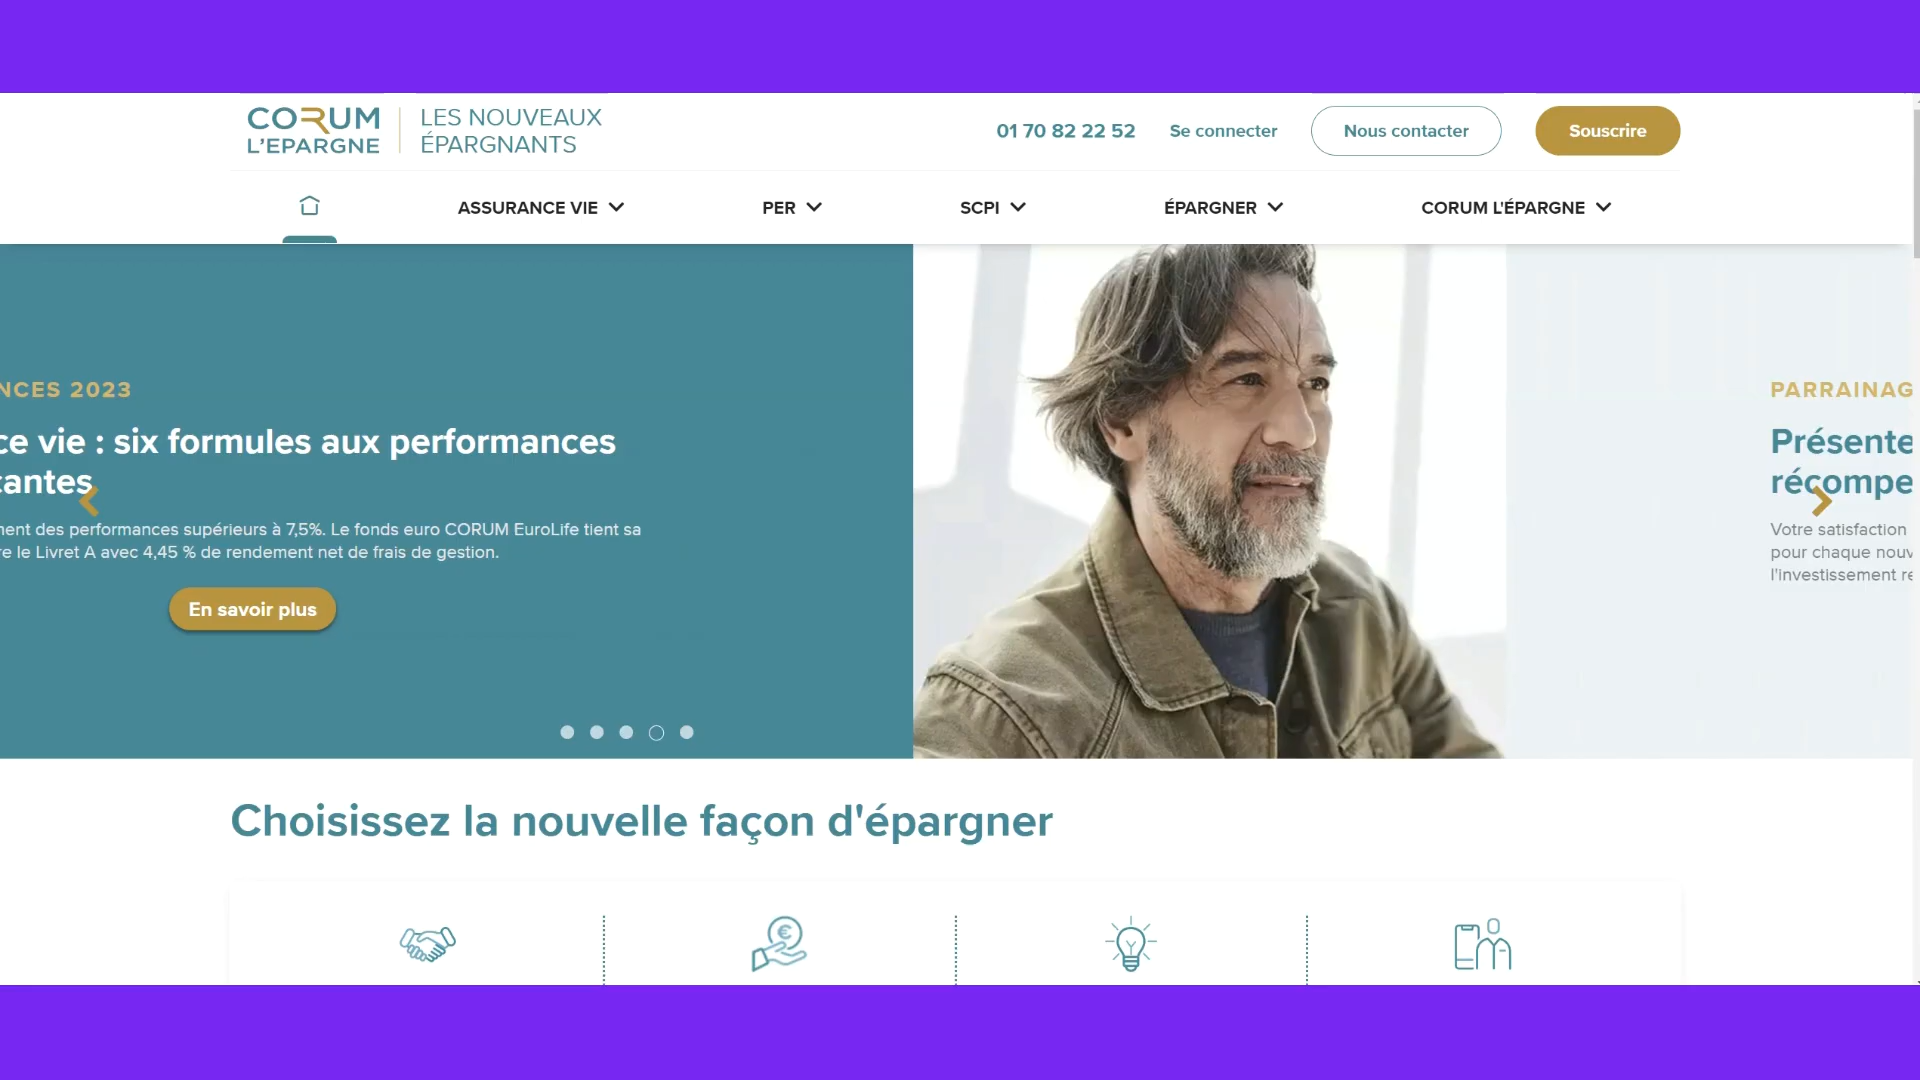 CORUM
L'EPARGNE
LES NOUVEAUX
ÉPARGNANTS
01 70 82 22 52
Se connecter
Nous contacter
Souscrire
ASSURANCE VIE
PER
SCPI
ÉPARGNER
CORUM L'ÉPARGNE
NCES 2023
ce vie : six formules aux performances
cantes
ment des performances supérieurs à 7,5%. Le fonds euro CORUM EuroLife tient sa
re le Livret A avec 4,45 % de rendement net de frais de gestion.
En savoir plus
PARRAINAG
Présente
récompe
Votre satisfaction
pour chaque nouv
l'investissement re
Choisissez la nouvelle façon d'épargner